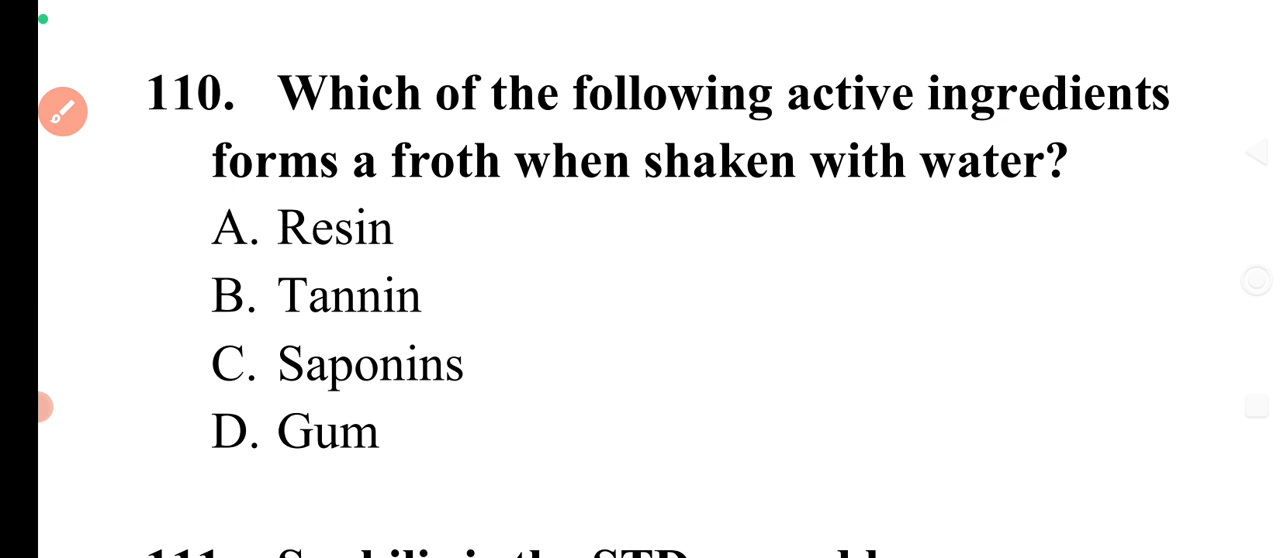 110. Which of the following active ingredients
forms a froth when shaken with water?
A. Resin
B. Tannin
C. Saponins
D. Gum